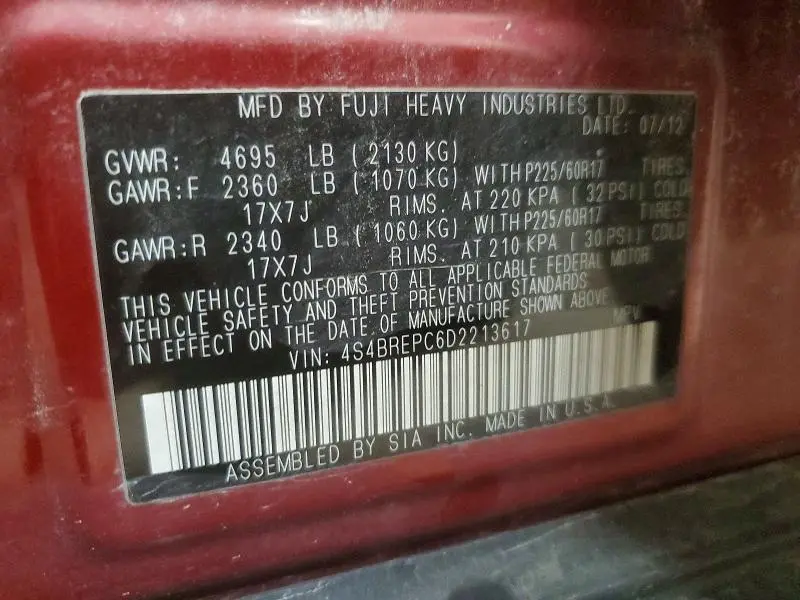 MFD BY FUJI HEAVY INDUSTRIES LTD.
DATE: 07/12
GVWR: 4695 LB ( 2130 KG)
GAWR:F 2360 LB ( 1070 KG) WITH P225/60R17 TIRES,
17X7J RIMS, AT 220 KPA ( 32 PSI) COLD
GAWR:R 2340 LB ( 1060 KG) WITH P225/60R17 TIRES,
17X7J RIMS, AT 210 KPA ( 30 PSI) COLD
THIS VEHICLE CONFORMS TO ALL APPLICABLE FEDERAL MOTOR
VEHICLE SAFETY AND THEFT PREVENTION STANDARDS
IN EFFECT ON THE DATE OF MANUFACTURE SHOWN ABOVE.
VIN: 4S4BREPC6D2213617 MPV
ASSEMBLED BY SIA INC. MADE IN U.S.A.